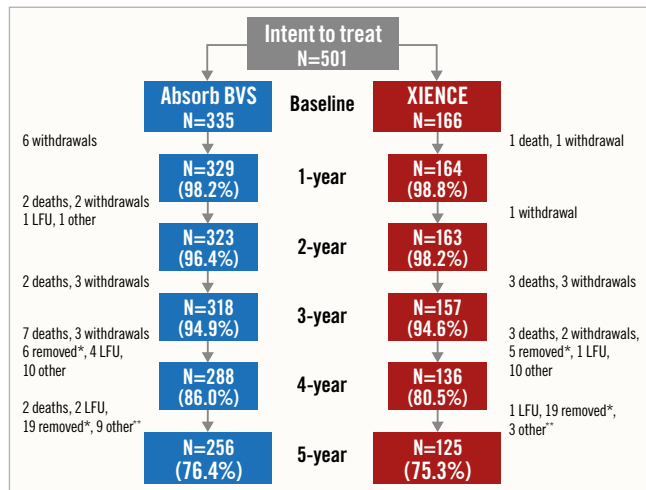 Intent to treat
N=501
Absorb BVS
N=335
Baseline
XIENCE
N=166
6 withdrawals
1 death, 1 withdrawal
N=329
(98.2%)
1-year
N=164
(98.8%)
2 deaths, 2 withdrawals
1 LFU, 1 other
1 withdrawal
N=323
(96.4%)
2-year
N=163
(98.2%)
2 deaths, 3 withdrawals
3 deaths, 3 withdrawals
N=318
(94.9%)
3-year
N=157
(94.6%)
7 deaths, 3 withdrawals
6 removed*, 4 LFU,
10 other
3 deaths, 2 withdrawals,
5 removed*, 1 LFU,
10 other
N=288
(86.0%)
4-year
N=136
(80.5%)
2 deaths, 2 LFU,
19 removed*, 9 other**
1 LFU, 19 removed*,
3 other**
N=256
(76.4%)
5-year
N=125
(75.3%)